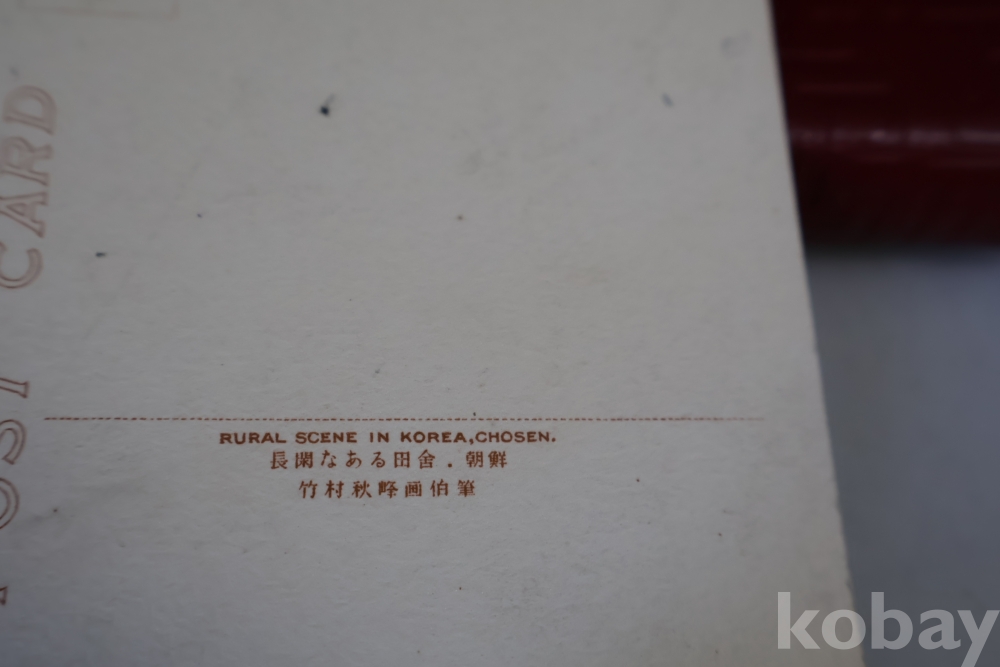 POST CARD
RURAL SCENE IN KOREA,CHOSEN.
長閑なある田舎．朝鮮
竹村秋峰画伯筆
kobay